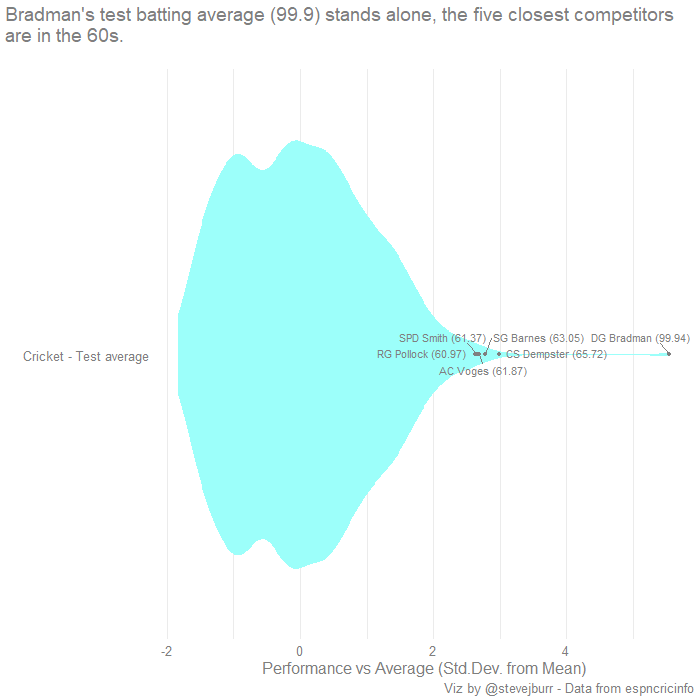 Bradman's test batting average (99.9) stands alone, the five closest competitors
are in the 60s.
SPD Smith (61.37) SG Barnes (63.05) DG Bradman (99.94)
Cricket - Test average RG Pollock (60.97) CS Dempster (65.72)
AC Voges (61.87)
-2 0 2 4
Performance vs Average (Std.Dev. from Mean)
Viz by @stevejburr - Data from espncricinfo